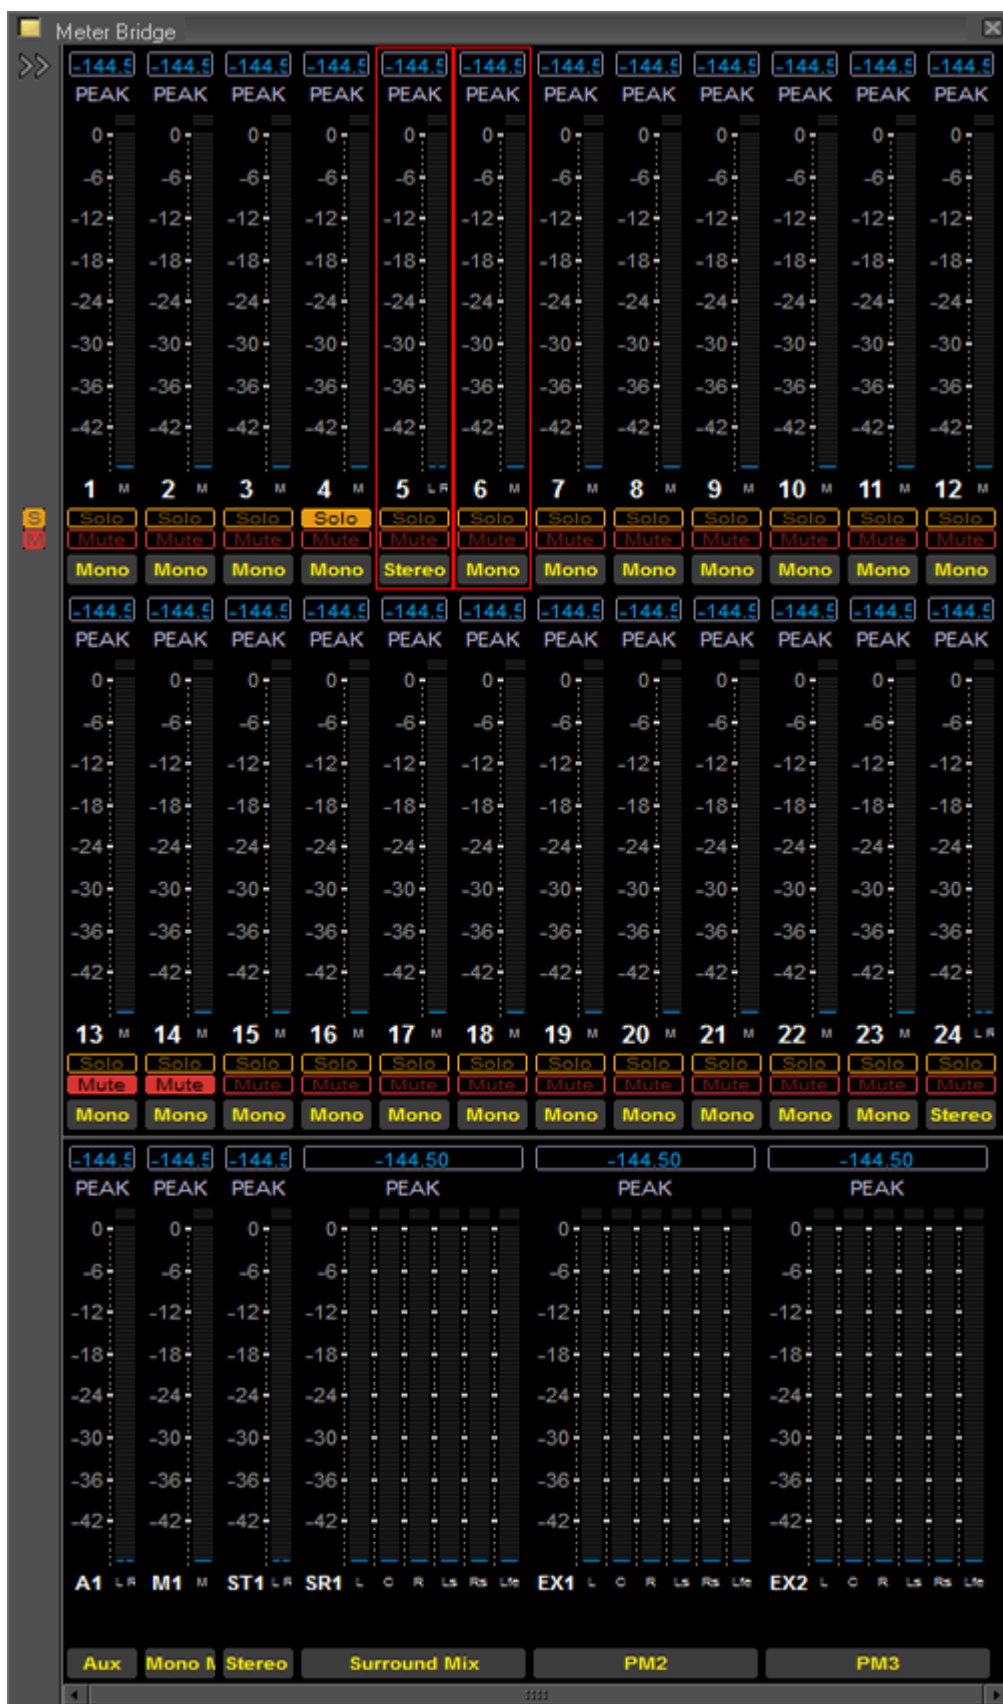 Meter Bridge
-144.5 -144.5 -144.5 -144.5 -144.5 -144.5 -144.5 -144.5 -144.5 -144.5 -144.5 -144.5
PEAK PEAK PEAK PEAK PEAK PEAK PEAK PEAK PEAK PEAK PEAK PEAK
0 0 0 0 0 0 0 0 0 0 0 0
-6 -6 -6 -6 -6 -6 -6 -6 -6 -6 -6 -6
-12 -12 -12 -12 -12 -12 -12 -12 -12 -12 -12 -12
-18 -18 -18 -18 -18 -18 -18 -18 -18 -18 -18 -18
-24 -24 -24 -24 -24 -24 -24 -24 -24 -24 -24 -24
-30 -30 -30 -30 -30 -30 -30 -30 -30 -30 -30 -30
-36 -36 -36 -36 -36 -36 -36 -36 -36 -36 -36 -36
-42 -42 -42 -42 -42 -42 -42 -42 -42 -42 -42 -42
1 M 2 M 3 M 4 M 5 L R 6 M 7 M 8 M 9 M 10 M 11 M 12 M
S Solo Solo Solo Solo Solo Solo Solo Solo Solo Solo Solo Solo
M Mute Mute Mute Mute Mute Mute Mute Mute Mute Mute Mute Mute
Mono Mono Mono Mono Stereo Mono Mono Mono Mono Mono Mono Mono
-144.5 -144.5 -144.5 -144.5 -144.5 -144.5 -144.5 -144.5 -144.5 -144.5 -144.5 -144.5
PEAK PEAK PEAK PEAK PEAK PEAK PEAK PEAK PEAK PEAK PEAK PEAK
0 0 0 0 0 0 0 0 0 0 0 0
-6 -6 -6 -6 -6 -6 -6 -6 -6 -6 -6 -6
-12 -12 -12 -12 -12 -12 -12 -12 -12 -12 -12 -12
-18 -18 -18 -18 -18 -18 -18 -18 -18 -18 -18 -18
-24 -24 -24 -24 -24 -24 -24 -24 -24 -24 -24 -24
-30 -30 -30 -30 -30 -30 -30 -30 -30 -30 -30 -30
-36 -36 -36 -36 -36 -36 -36 -36 -36 -36 -36 -36
-42 -42 -42 -42 -42 -42 -42 -42 -42 -42 -42 -42
13 M 14 M 15 M 16 M 17 M 18 M 19 M 20 M 21 M 22 M 23 M 24 L R
Solo Solo Solo Solo Solo Solo Solo Solo Solo Solo Solo Solo
Mute Mute Mute Mute Mute Mute Mute Mute Mute Mute Mute Mute
Mono Mono Mono Mono Mono Mono Mono Mono Mono Mono Mono Stereo
-144.5 -144.5 -144.5 -144.50 -144.50 -144.50
PEAK PEAK PEAK PEAK PEAK PEAK
0 0 0 0 0 0
-6 -6 -6 -6 -6 -6
-12 -12 -12 -12 -12 -12
-18 -18 -18 -18 -18 -18
-24 -24 -24 -24 -24 -24
-30 -30 -30 -30 -30 -30
-36 -36 -36 -36 -36 -36
-42 -42 -42 -42 -42 -42
A1 L R M1 M ST1 L R SR1 L C R Ls Rs Lfe EX1 L C R Ls Rs Lfe EX2 L C R Ls Rs Lfe
Aux Mono M Stereo Surround Mix PM2 PM3